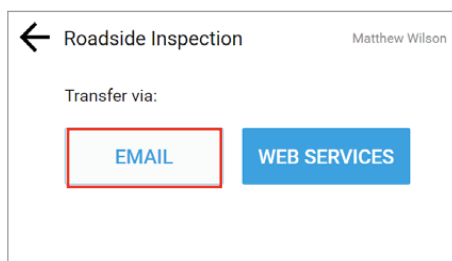 Roadside Inspection
Matthew Wilson
Transfer via:
EMAIL
WEB SERVICES